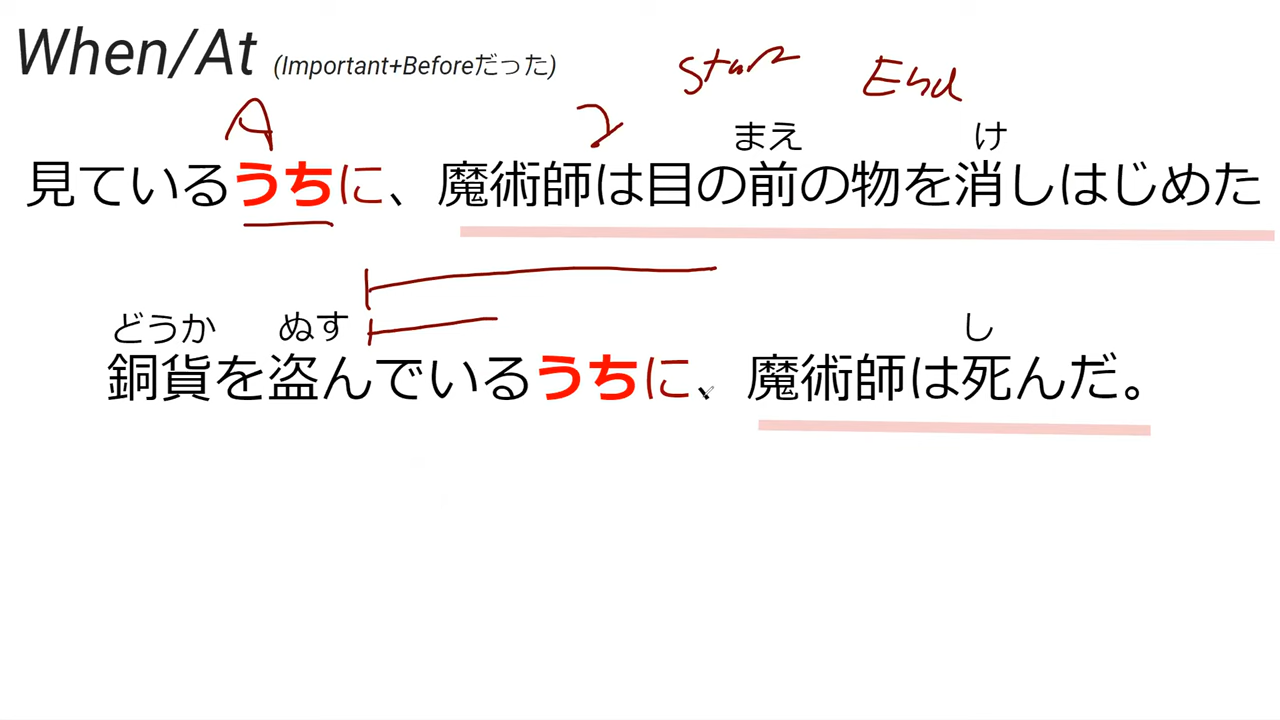 When/At (Important+Beforeだった)
Start End
A 2
まえ け
見ているうちに、魔術師は目の前の物を消しはじめた
どうか ぬす し
銅貨を盗んでいるうちに、魔術師は死んだ。